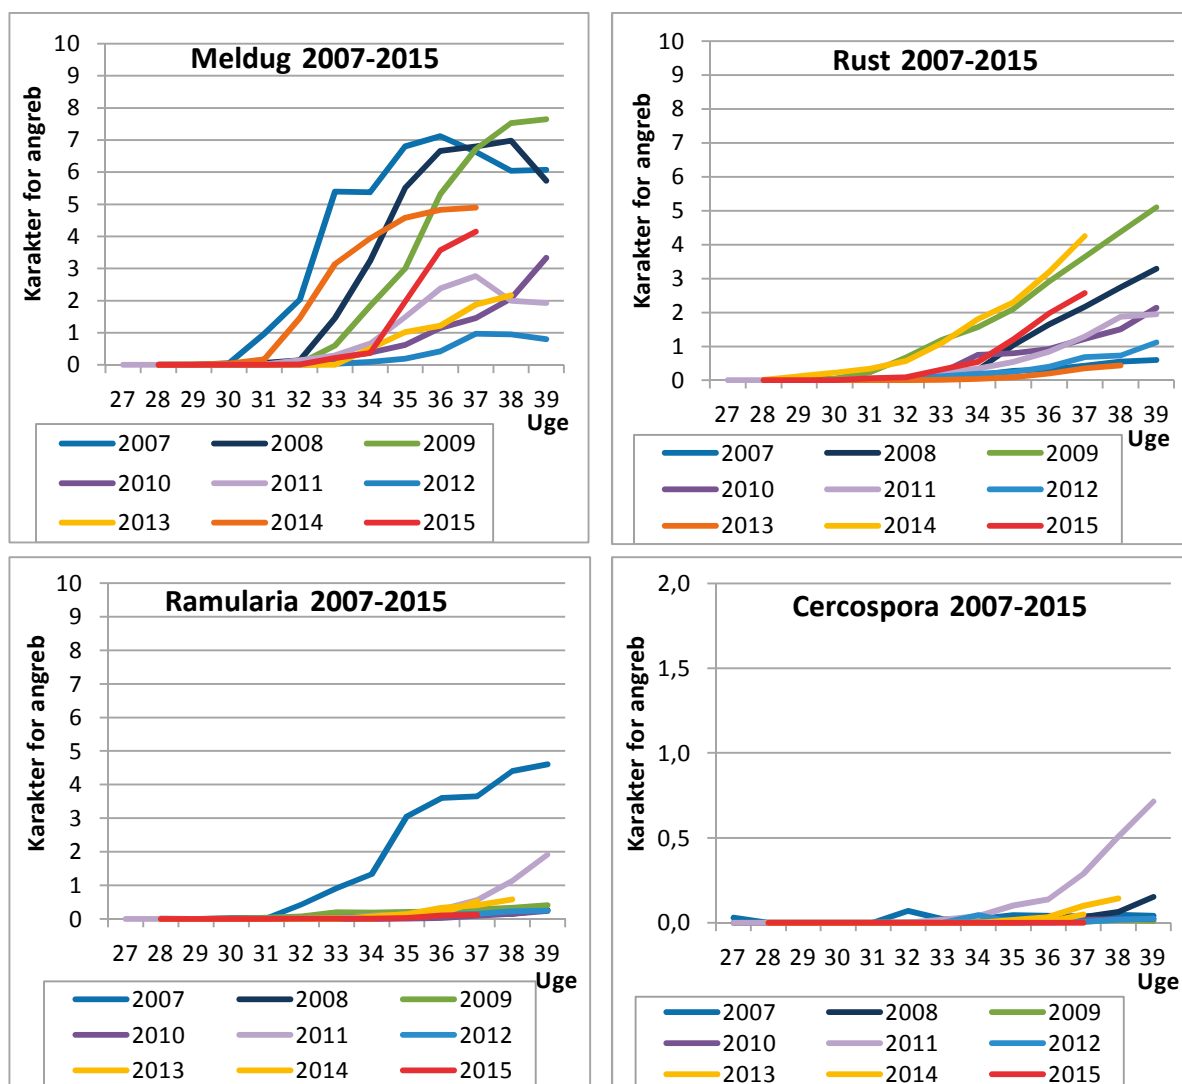 Meldug 2007-2015
Karakter for angreb
10
9
8
7
6
5
4
3
2
1
0
27 28 29 30 31 32 33 34 35 36 37 38 39
Uge
2007 2008 2009
2010 2011 2012
2013 2014 2015
Rust 2007-2015
Karakter for angreb
10
9
8
7
6
5
4
3
2
1
0
27 28 29 30 31 32 33 34 35 36 37 38 39
Uge
2007 2008 2009
2010 2011 2012
2013 2014 2015
Ramularia 2007-2015
Karakter for angreb
10
9
8
7
6
5
4
3
2
1
0
27 28 29 30 31 32 33 34 35 36 37 38 39
Uge
2007 2008 2009
2010 2011 2012
2013 2014 2015
Cercospora 2007-2015
Karakter for angreb
2,0
1,5
1,0
0,5
0,0
27 28 29 30 31 32 33 34 35 36 37 38 39
Uge
2007 2008 2009
2010 2011 2012
2013 2014 2015